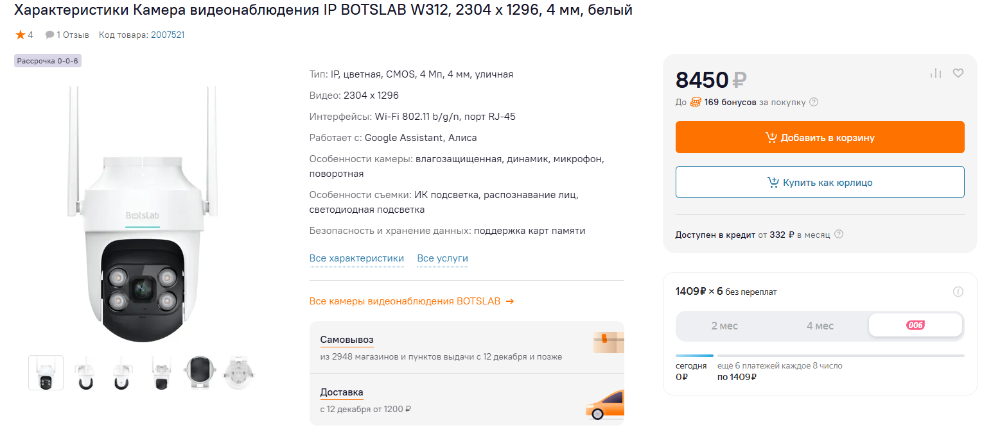 Характеристики Камера видеонаблюдения IP BOTSLAB W312, 2304 x 1296, 4 мм, белый
4 1 Отзыв Код товара: 2007521
Рассрочка 0-0-6
Botslab
Тип: IP, цветная, CMOS, 4 Мп, 4 мм, уличная
Видео: 2304 x 1296
Интерфейсы: Wi-Fi 802.11 b/g/n, порт RJ-45
Работает с: Google Assistant, Алиса
Особенности камеры: влагозащищенная, динамик, микрофон,
поворотная
Особенности съемки: ИК подсветка, распознавание лиц,
светодиодная подсветка
Безопасность и хранение данных: поддержка карт памяти
Все характеристики Все услуги
Все камеры видеонаблюдения BOTSLAB →
Самовывоз
из 2948 магазинов и пунктов выдачи с 12 декабря и позже
Доставка
с 12 декабря от 1200 ₽
8450 ₽
До 169 бонусов за покупку ?
Добавить в корзину
Купить как юрлицо
Доступен в кредит от 332 ₽ в месяц ?
1409₽ × 6 без переплат i
2 мес 4 мес 006
сегодня ещё 6 платежей каждое 8 число
0₽ по 1409₽